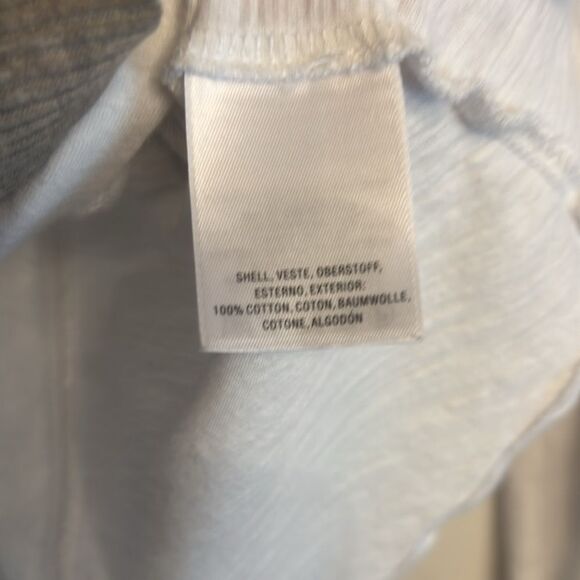 SHELL, VESTE, OBERSTOFF,
ESTERNO, EXTERIOR:
100% COTTON, COTON, BAUMWOLLE,
COTONE, ALGODÓN